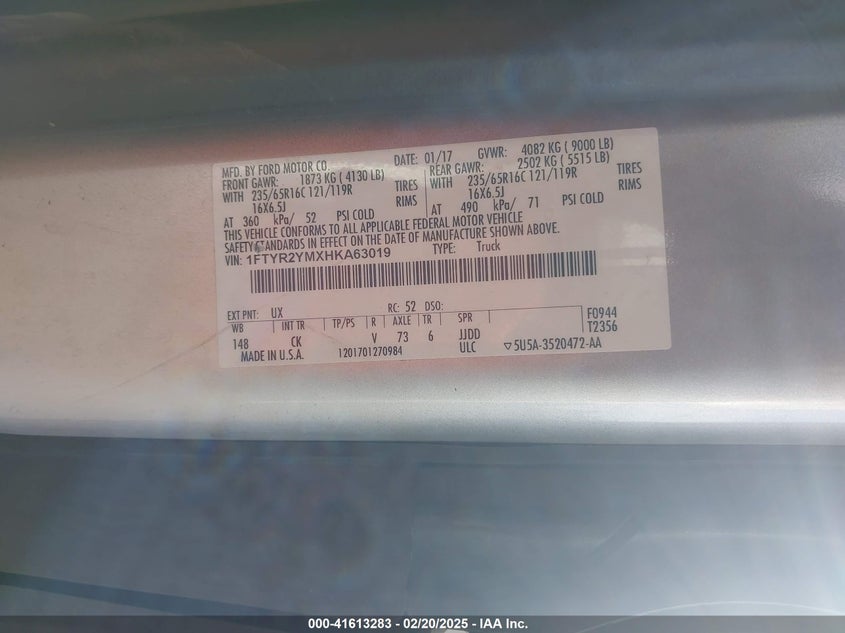 MFD. BY FORD MOTOR CO. DATE: 01/17 GVWR: 4082 KG ( 9000 LB)
FRONT GAWR: 1873 KG ( 4130 LB) REAR GAWR: 2502 KG ( 5515 LB)
WITH 235/65R16C 121/119R TIRES WITH 235/65R16C 121/119R TIRES
16X6.5J RIMS 16X6.5J RIMS
AT 360 kPa/ 52 PSI COLD AT 490 kPa/ 71 PSI COLD
THIS VEHICLE CONFORMS TO ALL APPLICABLE FEDERAL MOTOR VEHICLE
SAFETY STANDARDS IN EFFECT ON THE DATE OF MANUFACTURE SHOWN ABOVE.
VIN: 1FTYR2YMXHKA63019 TYPE: Truck
EXT PNT: UX RC: 52 DSO: F0944
WB INT TR TP/PS R AXLE TR SPR T2356
148 CK V 73 6 JJDD
MADE IN U.S.A. 1201701270984 ULC ▽5U5A-3520472-AA
000-41613283 - 02/20/2025 - IAA Inc.